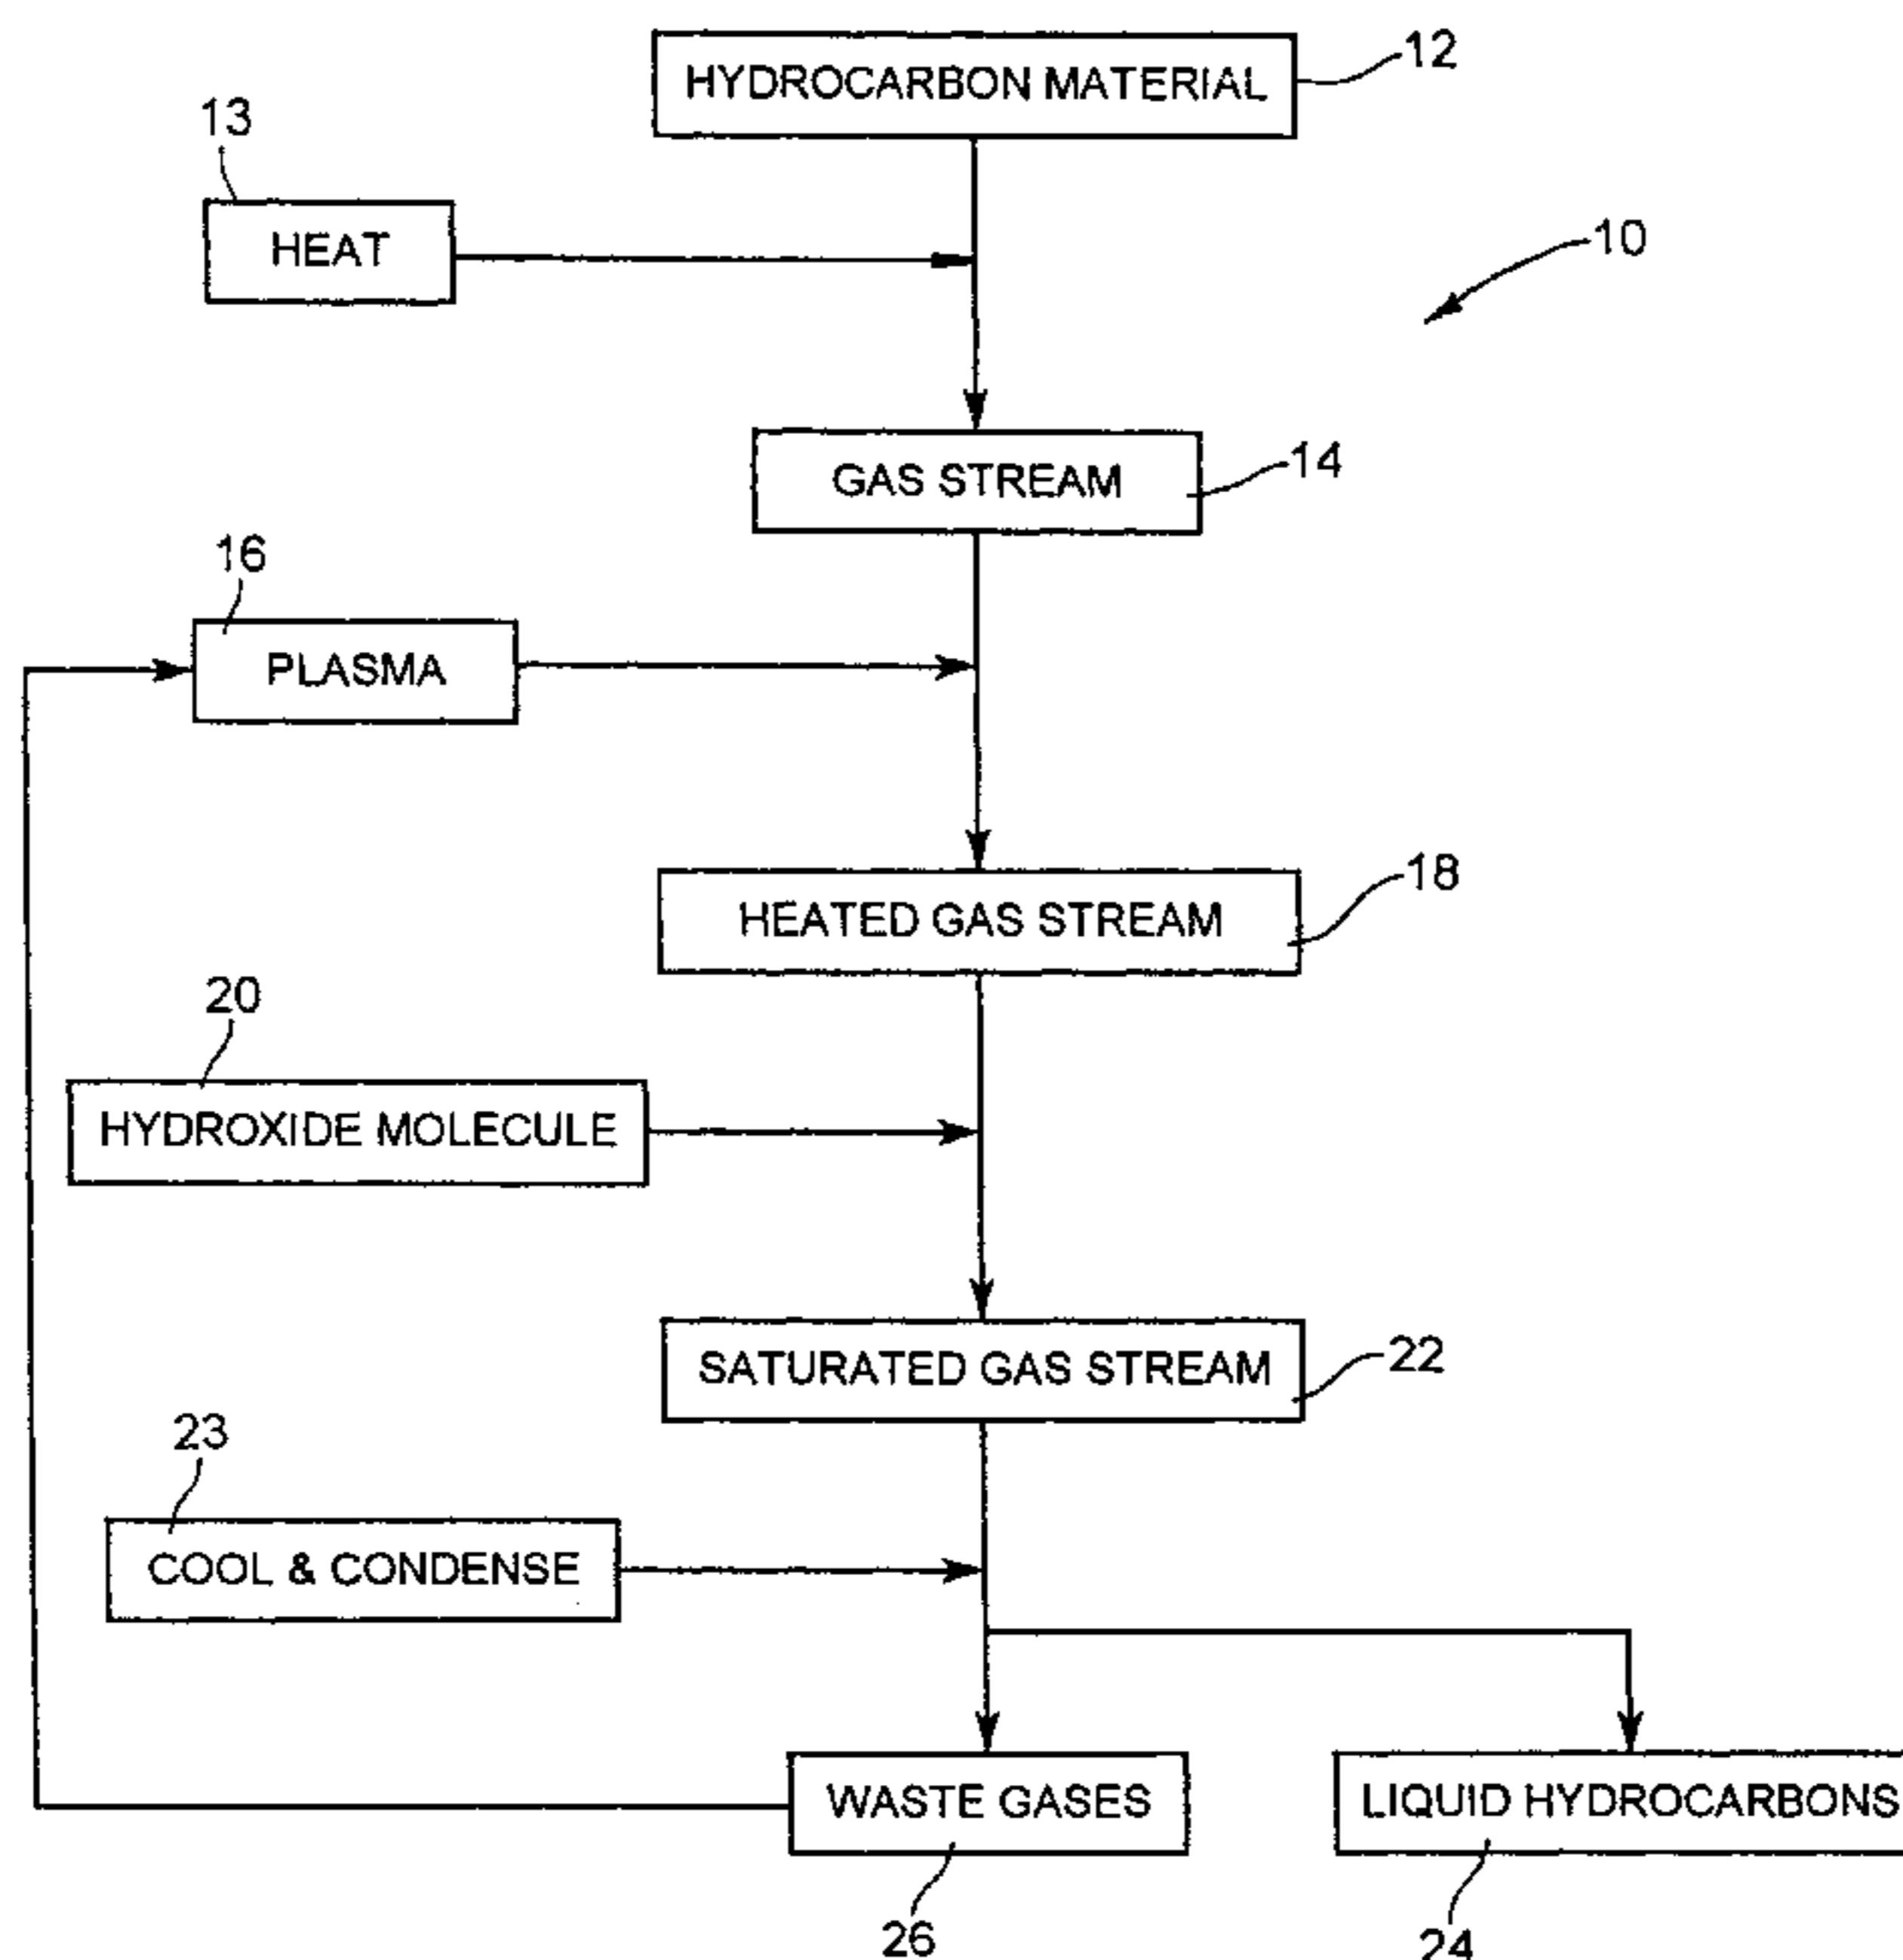 12
HYDROCARBON MATERIAL
13
HEAT
10
14
GAS STREAM
16
PLASMA
18
HEATED GAS STREAM
20
HYDROXIDE MOLECULE
22
SATURATED GAS STREAM
23
COOL & CONDENSE
WASTE GASES
LIQUID HYDROCARBONS
26
24